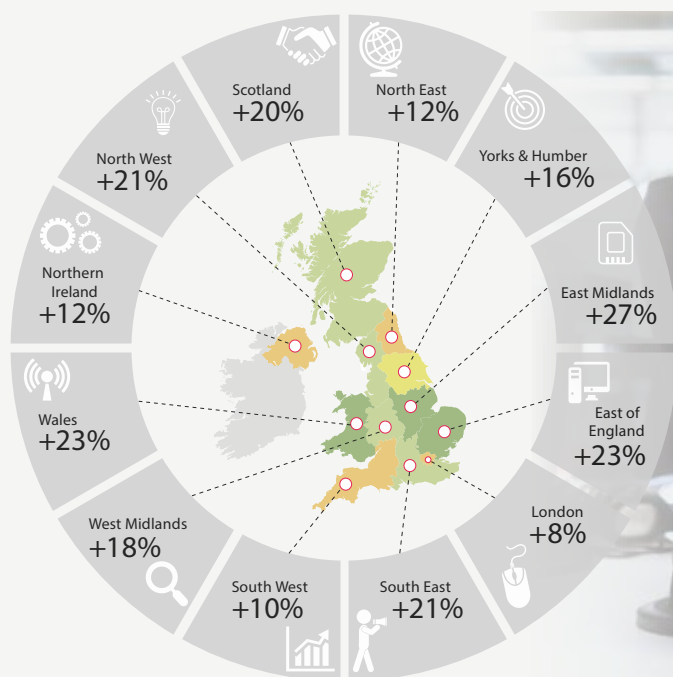 Scotland
+20%
North East
+12%
Yorks & Humber
+16%
East Midlands
+27%
East of
England
+23%
London
+8%
South East
+21%
South West
+10%
West Midlands
+18%
Wales
+23%
Northern
Ireland
+12%
North West
+21%